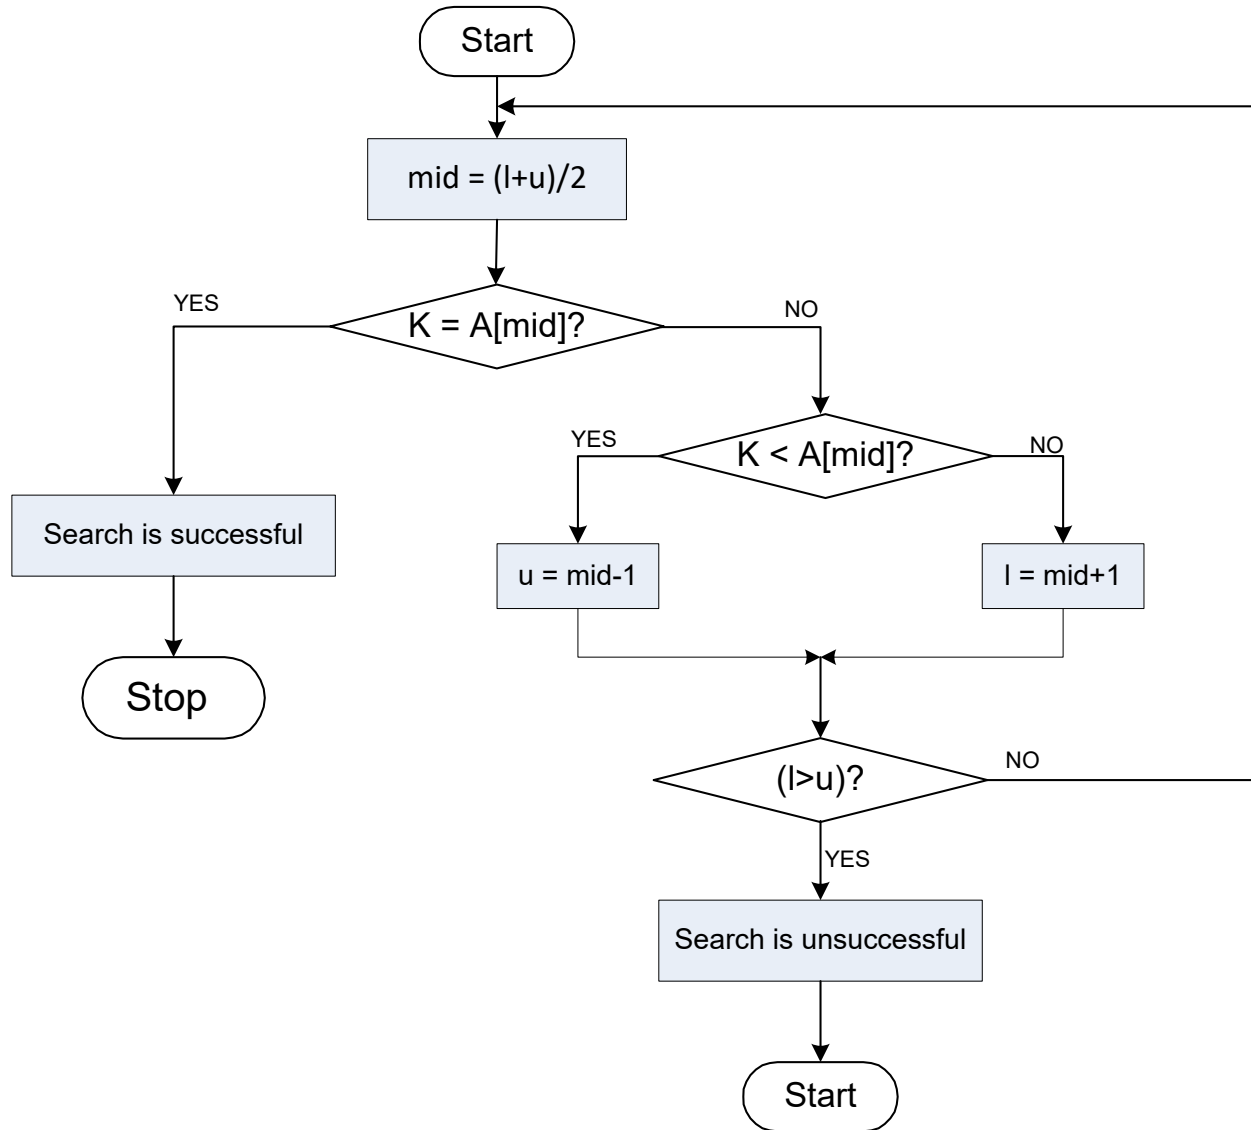 Start
mid = (l+u)/2
YES
K = A[mid]?
NO
YES
K < A[mid]?
NO
Search is successful
u = mid-1
l = mid+1
Stop
(l>u)?
NO
YES
Search is unsuccessful
Start